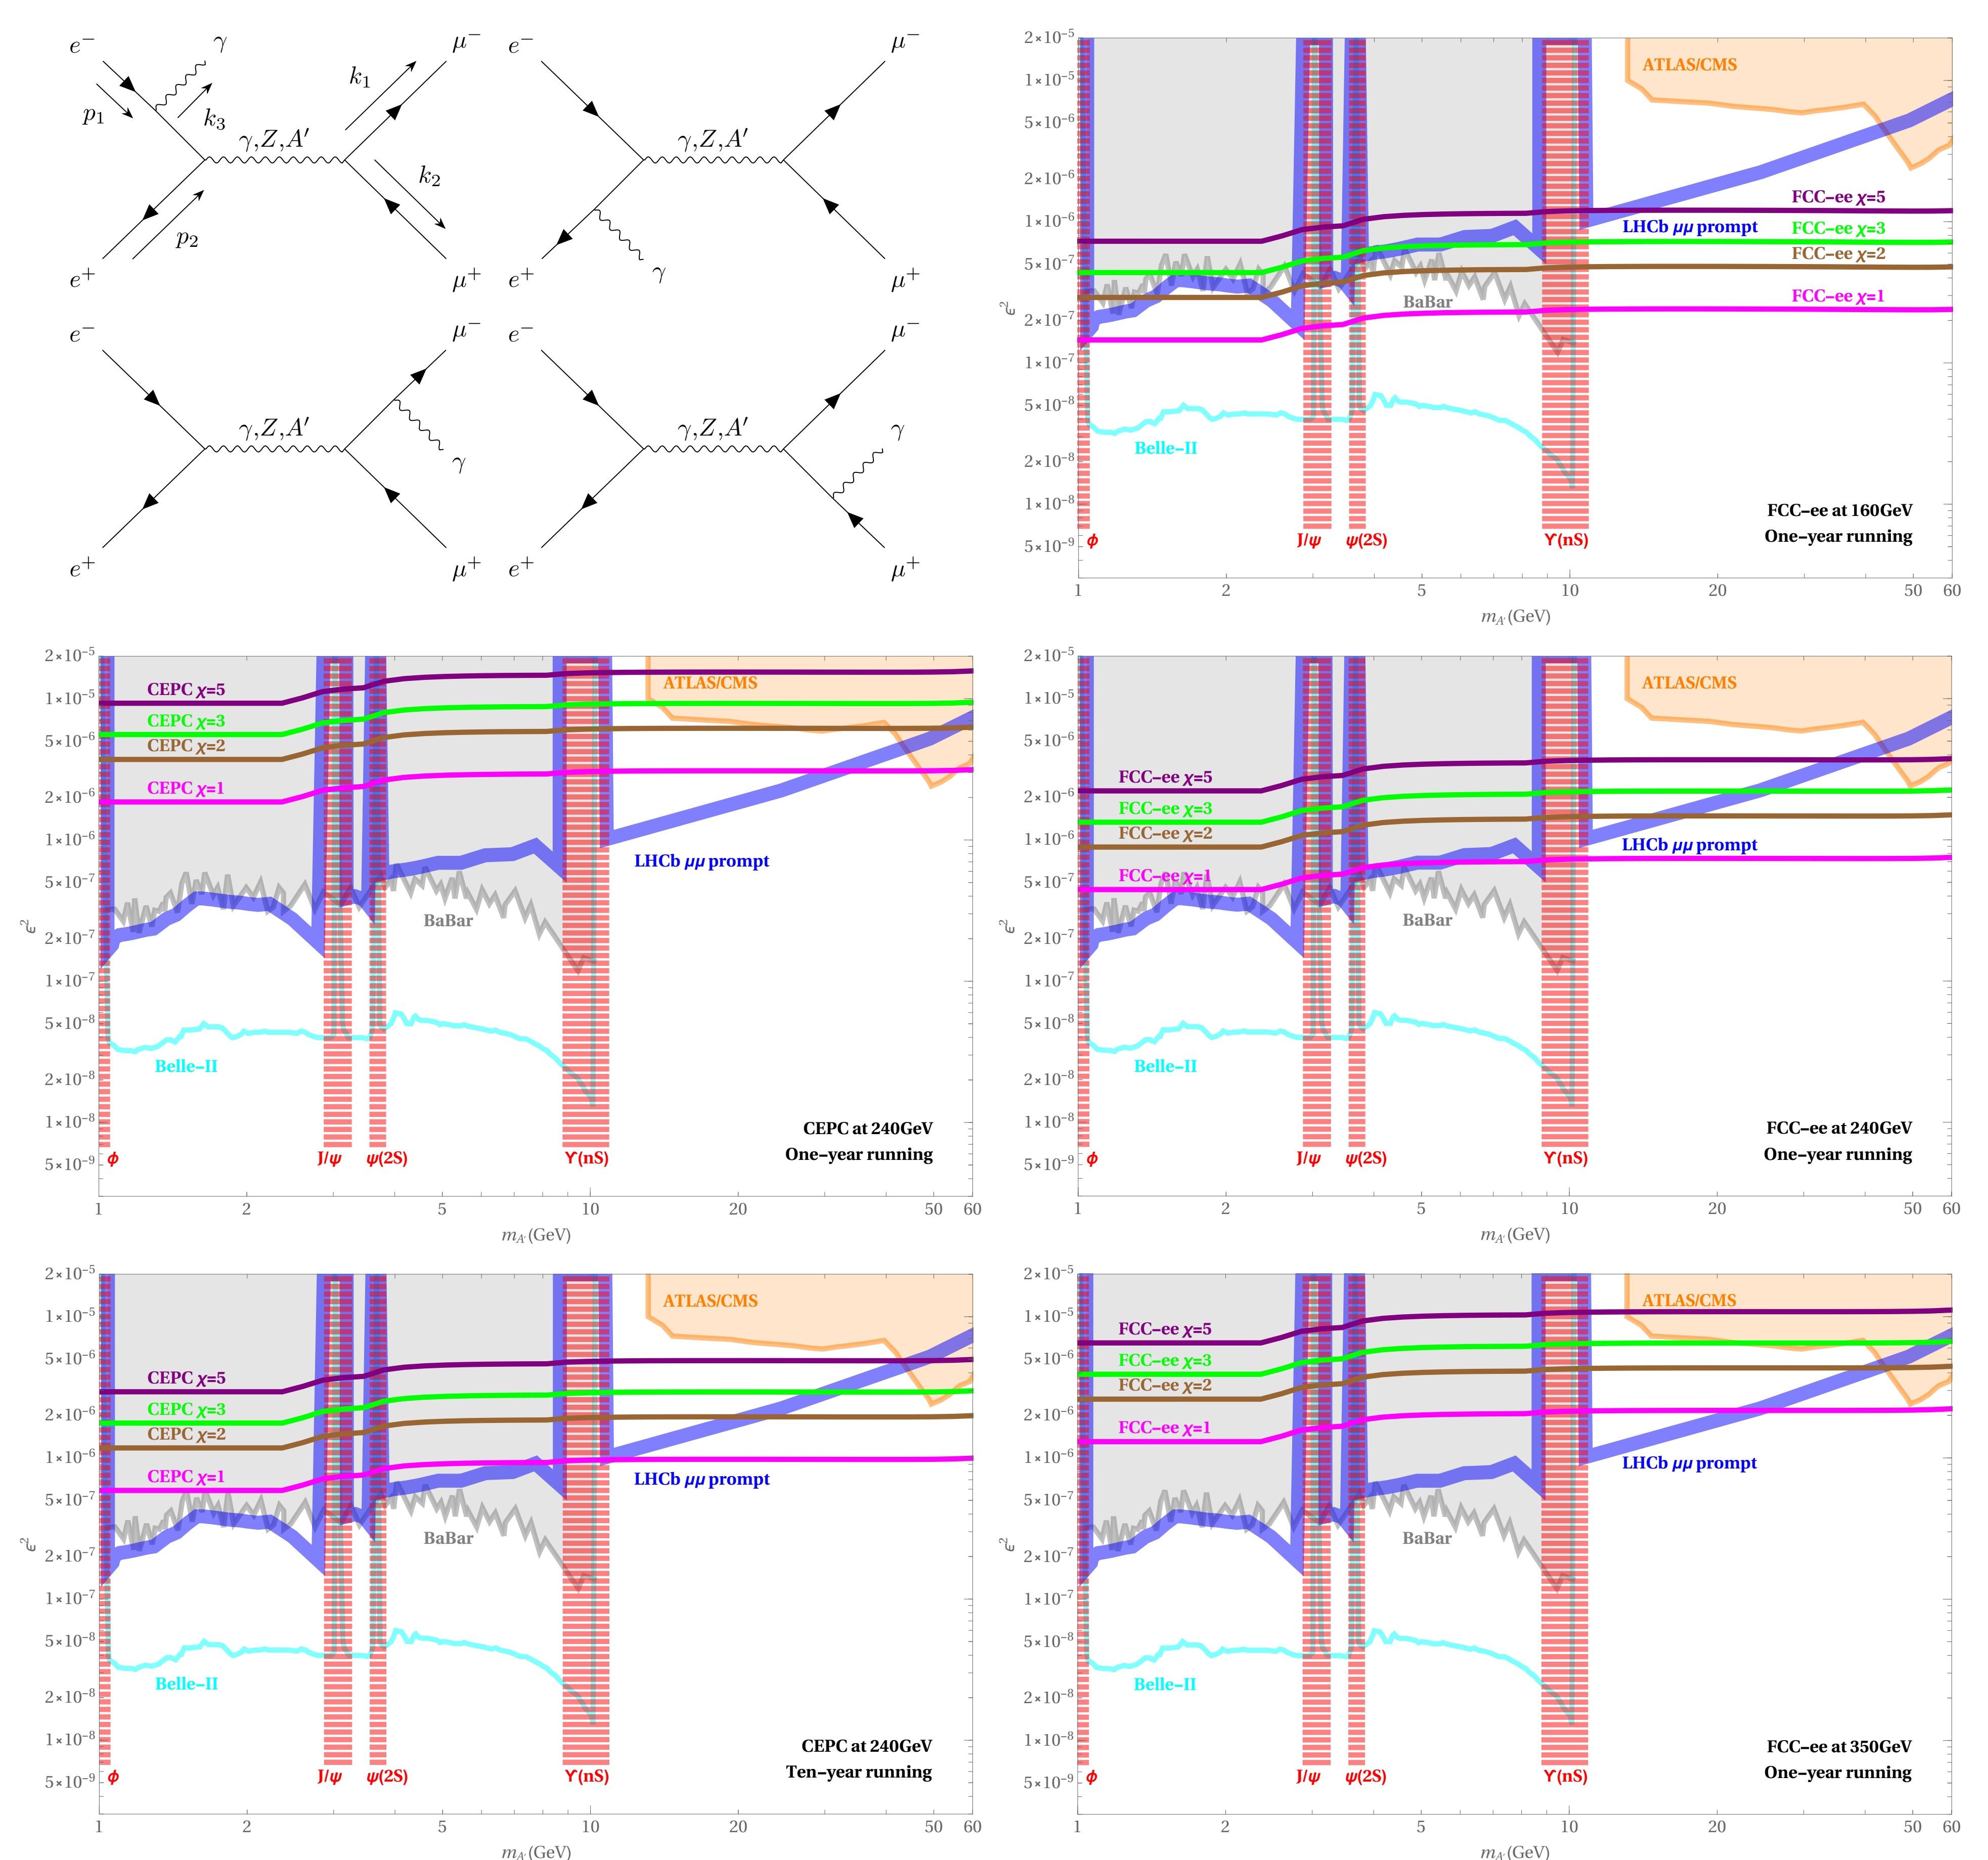 e⁻
γ
μ⁻
p₁
k₃
k₁
γ,Z,A′
k₂
p₂
e⁺
μ⁺
e⁻
μ⁻
γ,Z,A′
γ
e⁺
μ⁺
e⁻
μ⁻
γ,Z,A′
γ
e⁺
μ⁺
e⁻
μ⁻
γ
γ,Z,A′
e⁺
μ⁺
2×10⁻⁵
1×10⁻⁵
5×10⁻⁶
2×10⁻⁶
1×10⁻⁶
5×10⁻⁷
2×10⁻⁷
1×10⁻⁷
5×10⁻⁸
2×10⁻⁸
1×10⁻⁸
5×10⁻⁹
ϵ²
ATLAS/CMS
FCC-ee χ=5
LHCb μμ prompt
FCC-ee χ=3
FCC-ee χ=2
FCC-ee χ=1
BaBar
Belle-II
FCC-ee at 160GeV
One-year running
ϕ J/ψ ψ(2S) ϒ(nS)
1 2 5 10 20 50 60
m_A′(GeV)
2×10⁻⁵
1×10⁻⁵
5×10⁻⁶
2×10⁻⁶
1×10⁻⁶
5×10⁻⁷
2×10⁻⁷
1×10⁻⁷
5×10⁻⁸
2×10⁻⁸
1×10⁻⁸
5×10⁻⁹
ϵ²
ATLAS/CMS
CEPC χ=5
CEPC χ=3
CEPC χ=2
CEPC χ=1
LHCb μμ prompt
BaBar
Belle-II
CEPC at 240GeV
One-year running
ϕ J/ψ ψ(2S) ϒ(nS)
1 2 5 10 20 50 60
m_A′(GeV)
2×10⁻⁵
1×10⁻⁵
5×10⁻⁶
2×10⁻⁶
1×10⁻⁶
5×10⁻⁷
2×10⁻⁷
1×10⁻⁷
5×10⁻⁸
2×10⁻⁸
1×10⁻⁸
5×10⁻⁹
ϵ²
ATLAS/CMS
FCC-ee χ=5
FCC-ee χ=3
FCC-ee χ=2
LHCb μμ prompt
FCC-ee χ=1
BaBar
Belle-II
FCC-ee at 240GeV
One-year running
ϕ J/ψ ψ(2S) ϒ(nS)
1 2 5 10 20 50 60
m_A′(GeV)
2×10⁻⁵
1×10⁻⁵
5×10⁻⁶
2×10⁻⁶
1×10⁻⁶
5×10⁻⁷
2×10⁻⁷
1×10⁻⁷
5×10⁻⁸
2×10⁻⁸
1×10⁻⁸
5×10⁻⁹
ϵ²
ATLAS/CMS
CEPC χ=5
CEPC χ=3
CEPC χ=2
CEPC χ=1
LHCb μμ prompt
BaBar
Belle-II
CEPC at 240GeV
Ten-year running
ϕ J/ψ ψ(2S) ϒ(nS)
1 2 5 10 20 50 60
m_A′(GeV)
2×10⁻⁵
1×10⁻⁵
5×10⁻⁶
2×10⁻⁶
1×10⁻⁶
5×10⁻⁷
2×10⁻⁷
1×10⁻⁷
5×10⁻⁸
2×10⁻⁸
1×10⁻⁸
5×10⁻⁹
ϵ²
ATLAS/CMS
FCC-ee χ=5
FCC-ee χ=3
FCC-ee χ=2
FCC-ee χ=1
LHCb μμ prompt
BaBar
Belle-II
FCC-ee at 350GeV
One-year running
ϕ J/ψ ψ(2S) ϒ(nS)
1 2 5 10 20 50 60
m_A′(GeV)